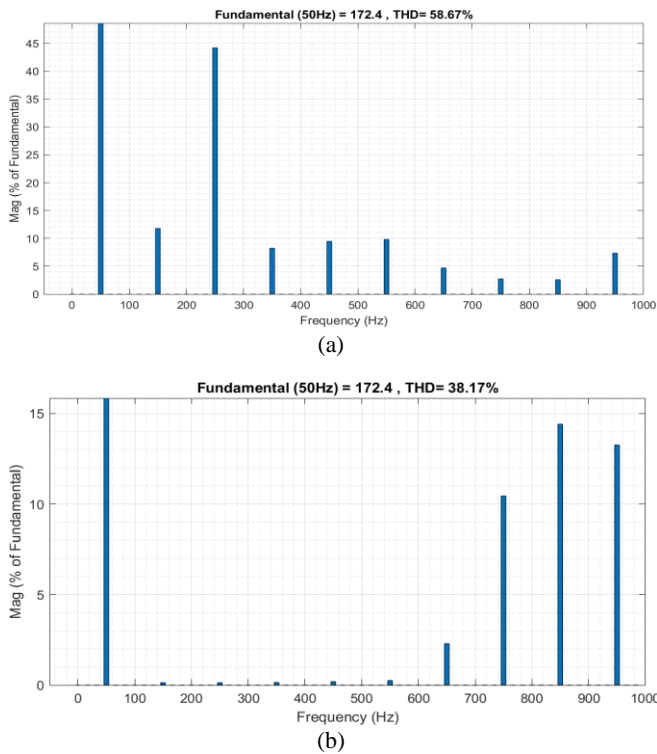 Fundamental (50Hz) = 172.4 , THD= 58.67%
45
40
35
30
25
20
15
10
5
0
Mag (% of Fundamental)
0 100 200 300 400 500 600 700 800 900 1000
Frequency (Hz)
(a)
Fundamental (50Hz) = 172.4 , THD= 38.17%
15
10
5
0
Mag (% of Fundamental)
0 100 200 300 400 500 600 700 800 900 1000
Frequency (Hz)
(b)